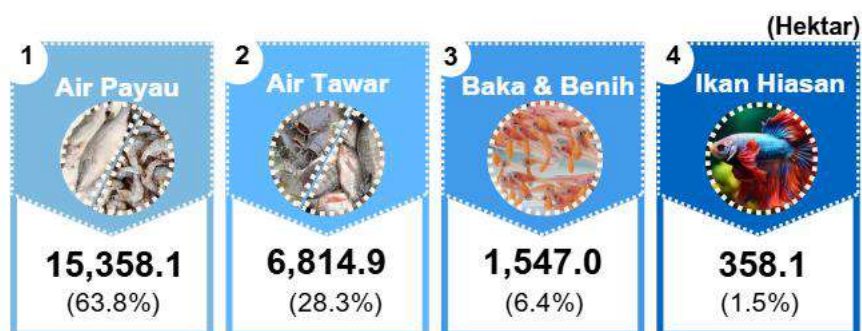 (Hektar)
1
Air Payau
15,358.1
(63.8%)
2
Air Tawar
6,814.9
(28.3%)
3
Baka & Benih
1,547.0
(6.4%)
4
Ikan Hiasan
358.1
(1.5%)